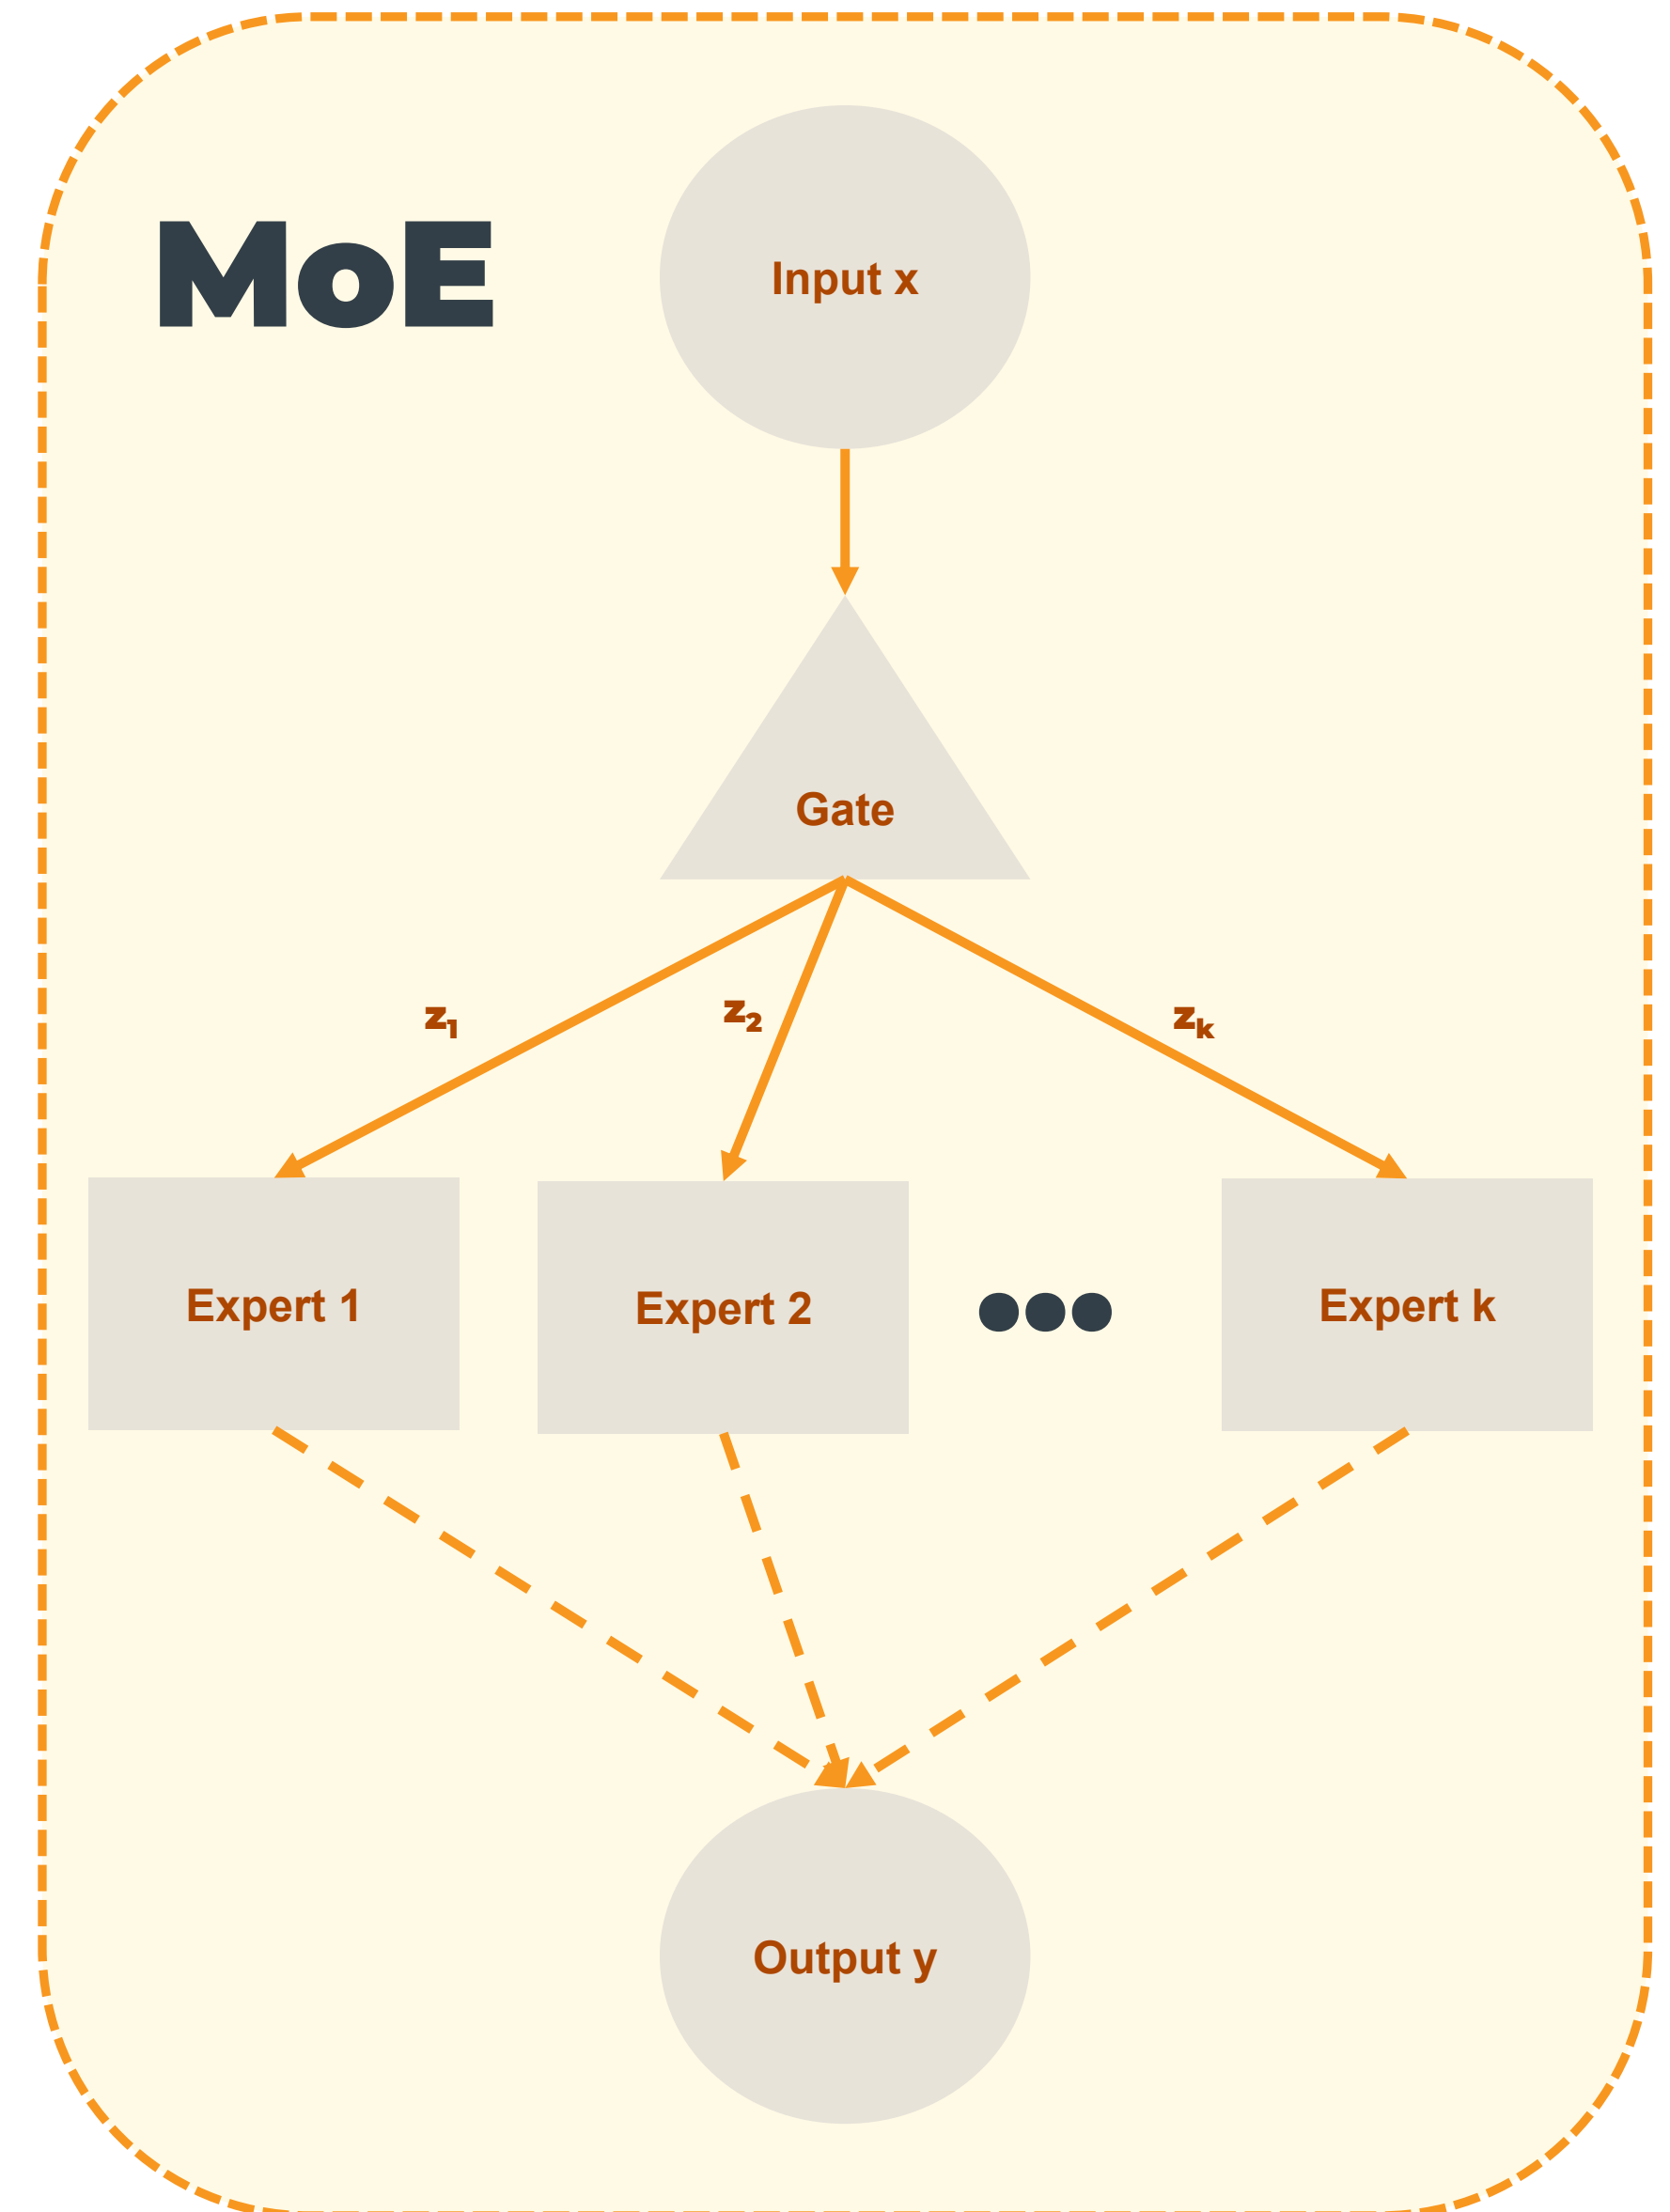 MoE
Input x
Gate
z₁
z₂
zₖ
Expert 1
Expert 2
•••
Expert k
Output y